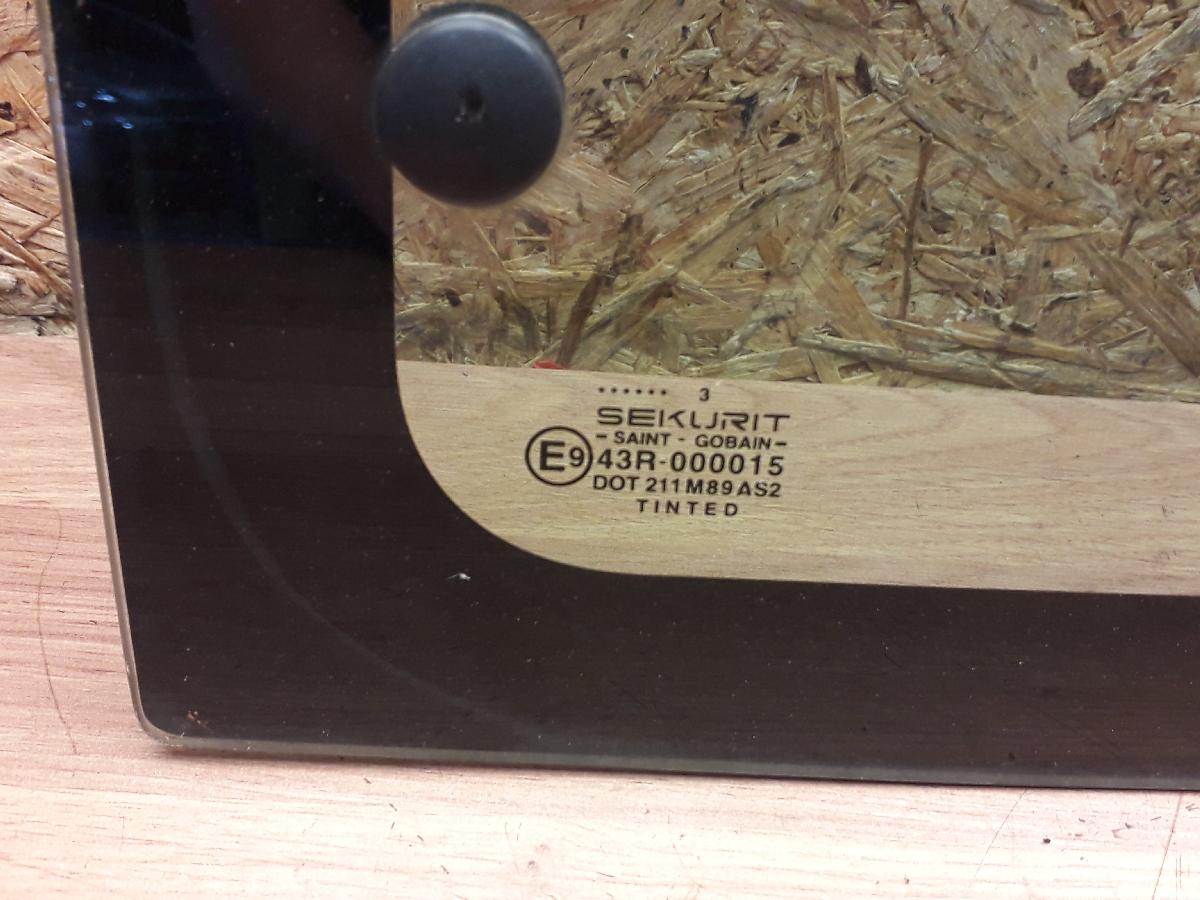 ...... 3
SEKURIT
- SAINT - GOBAIN -
E9 43R-000015
DOT 211 M89 AS2
TINTED